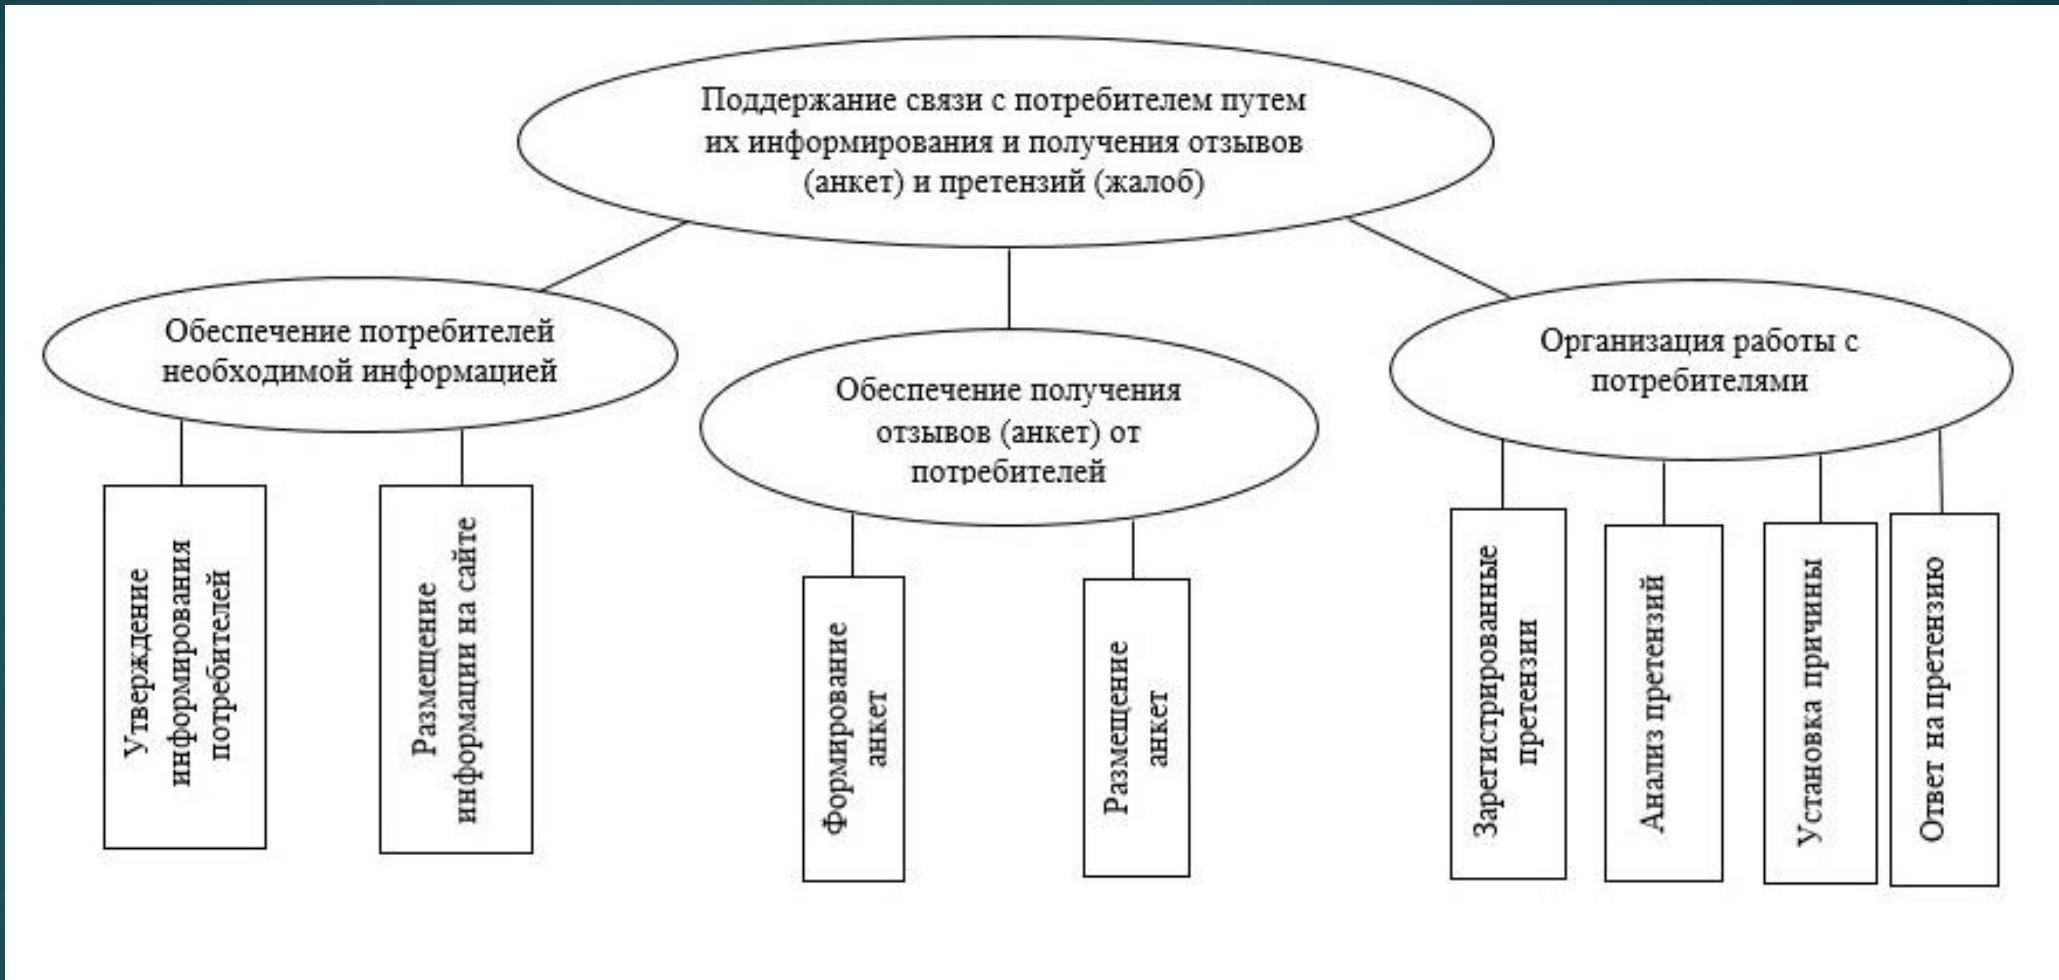 Поддержание связи с потребителем путем
их информирования и получения отзывов
(анкет) и претензий (жалоб)
Обеспечение потребителей
необходимой информацией
Обеспечение получения
отзывов (анкет) от
потребителей
Организация работы с
потребителями
Утверждение
информирования
потребителей
Размещение
информации на сайте
Формирование
анкет
Размещение
анкет
Зарегистрированные
претензии
Анализ претензий
Установка причины
Ответ на претензию